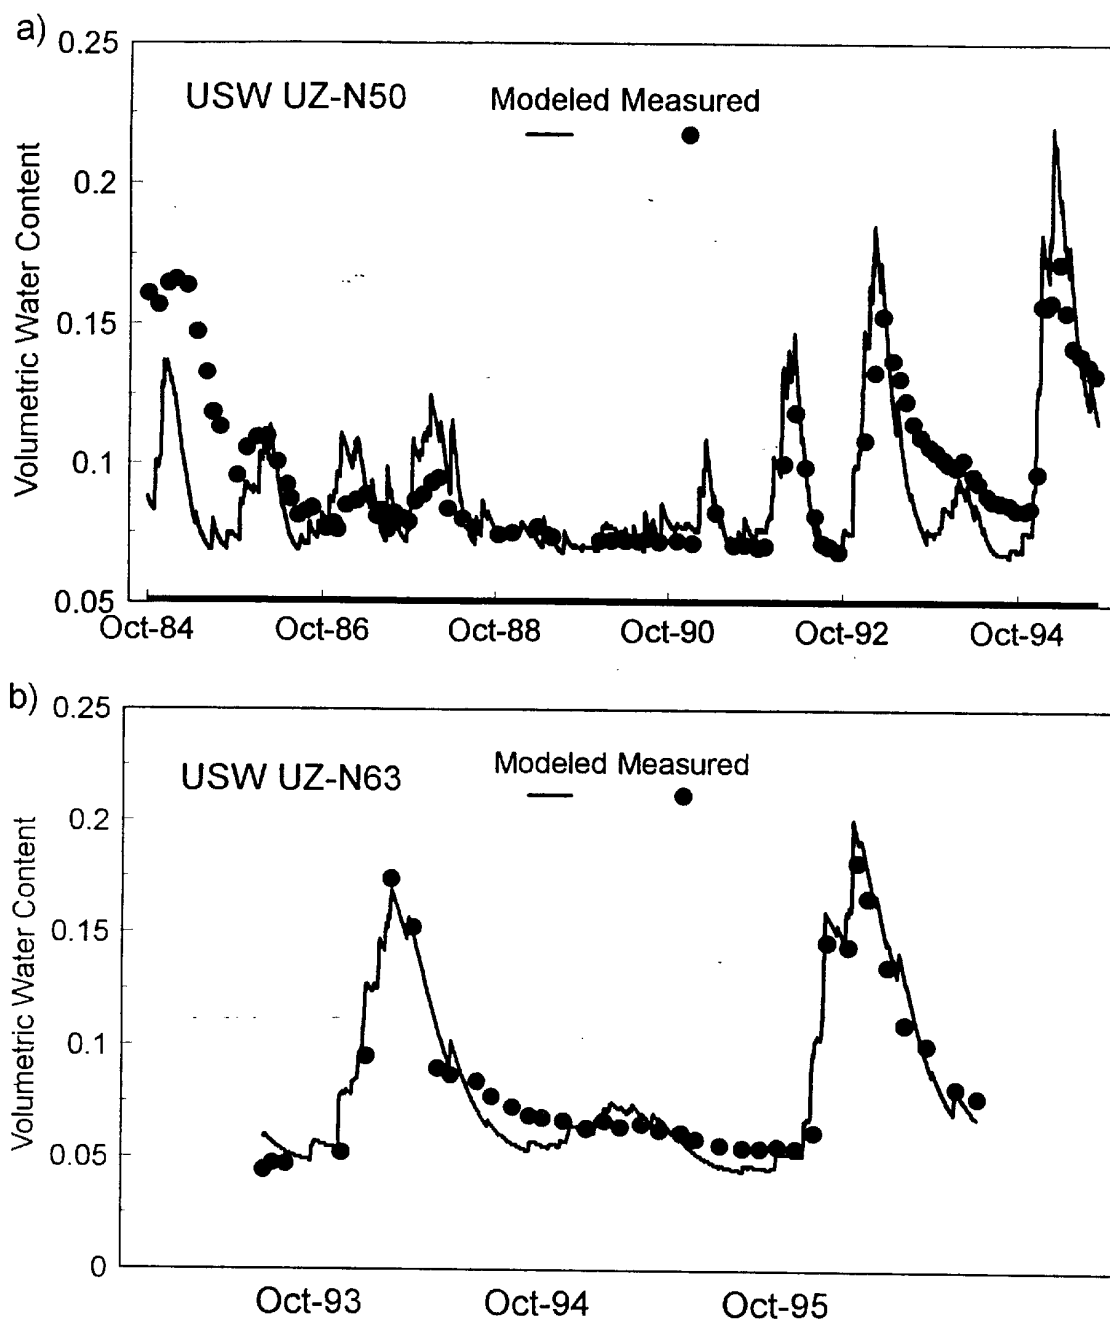 a)
0.25
USW UZ-N50
Modeled Measured
0.2
0.15
0.1
0.05
Volumetric Water Content
Oct-84 Oct-86 Oct-88 Oct-90 Oct-92 Oct-94
b)
0.25
USW UZ-N63
Modeled Measured
0.2
0.15
0.1
0.05
0
Volumetric Water Content
Oct-93 Oct-94 Oct-95